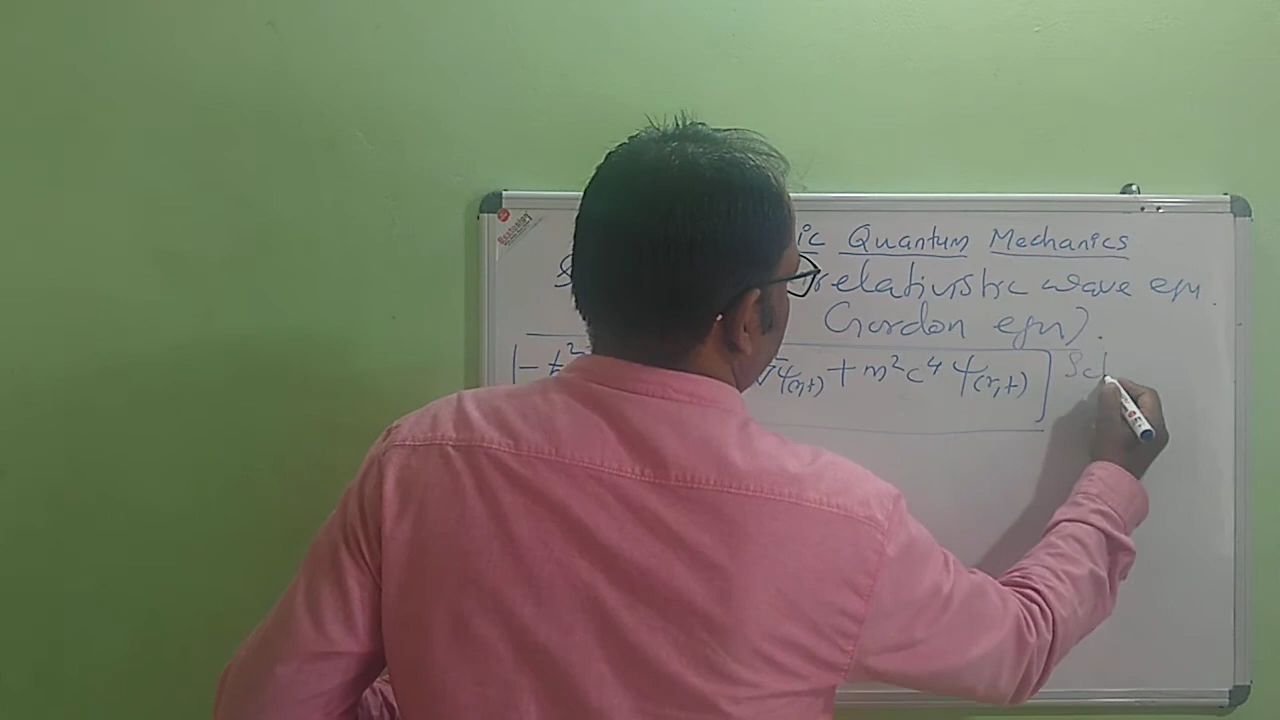 ic Quantum Mechanics
S relativistic wave eqn.
Gordon eqn).
- ħ² ∇ψ(r,t) + m²c⁴ ψ(r,t) Sch